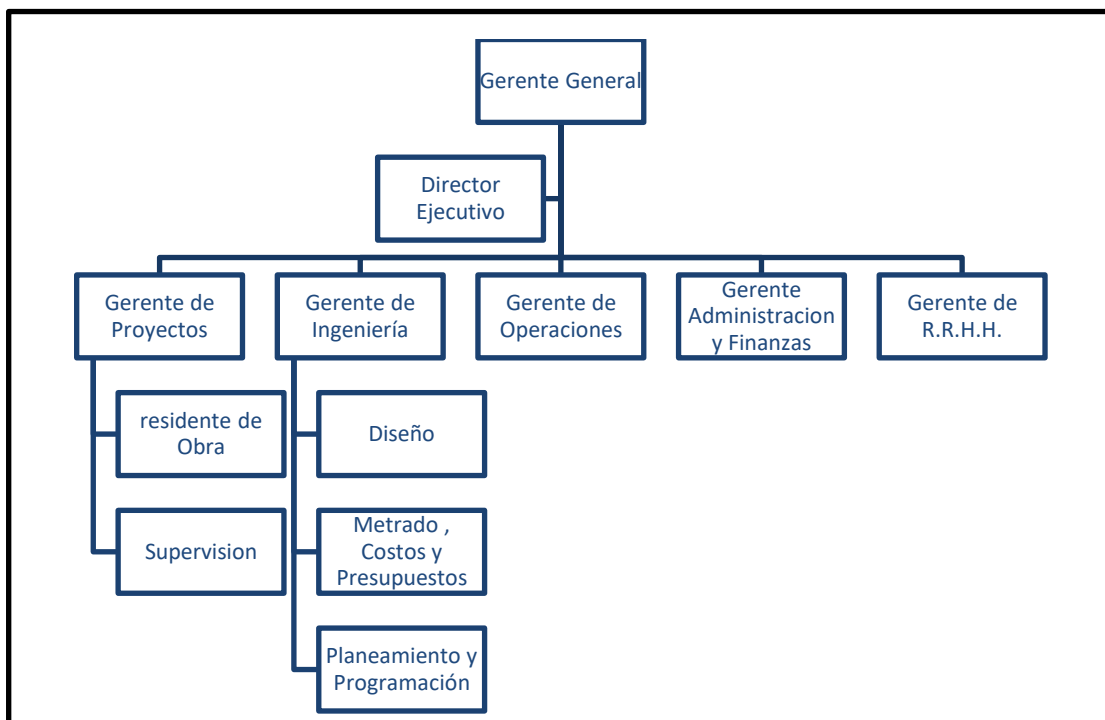 Gerente General
Director
Ejecutivo
Gerente de
Proyectos
Gerente de
Ingeniería
Gerente de
Operaciones
Gerente
Administracion
y Finanzas
Gerente de
R.R.H.H.
residente de
Obra
Supervision
Diseño
Metrado ,
Costos y
Presupuestos
Planeamiento y
Programación